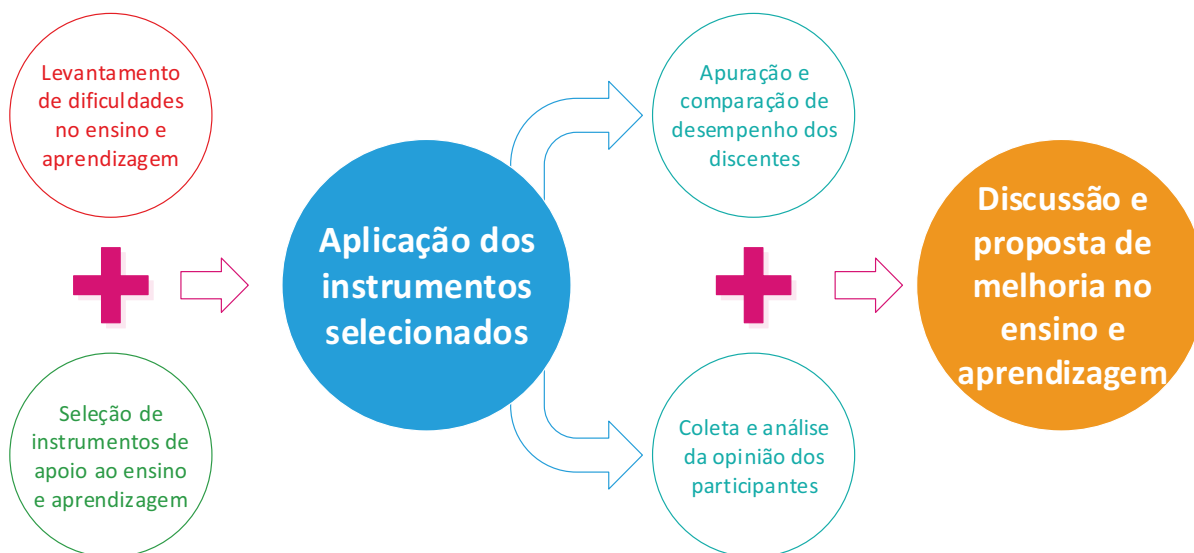 Levantamento
de dificuldades
no ensino e
aprendizagem
Seleção de
instrumentos de
apoio ao ensino
e aprendizagem
Aplicação dos
instrumentos
selecionados
Apuração e
comparação de
desempenho dos
discentes
Coleta e análise
da opinião dos
participantes
Discussão e
proposta de
melhoria no
ensino e
aprendizagem